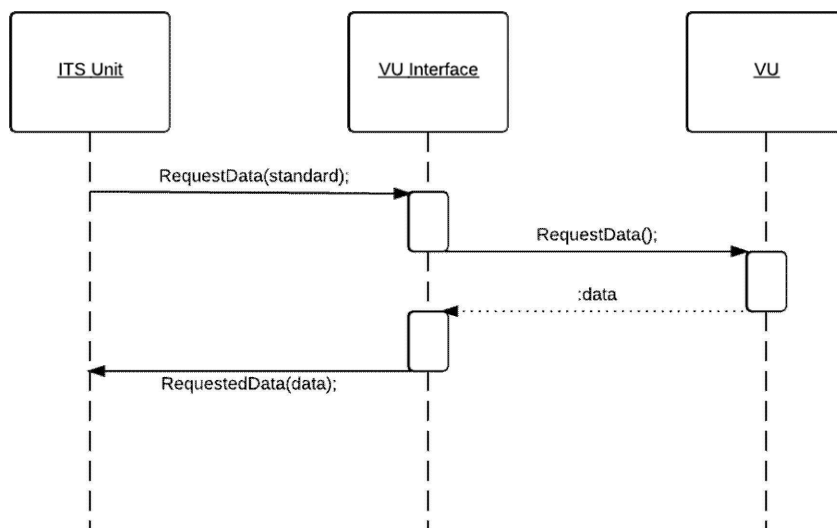 ITS Unit
VU Interface
VU
RequestData(standard);
RequestData();
:data
RequestedData(data);